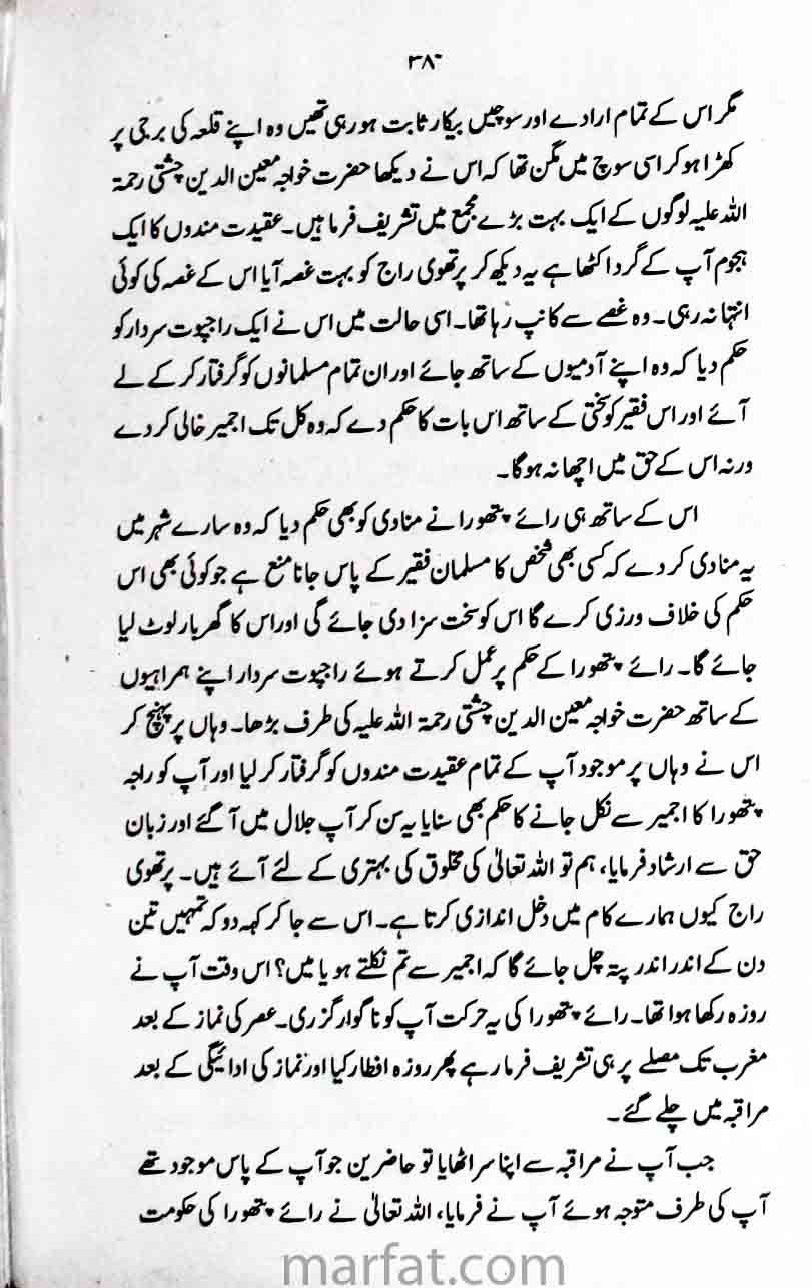 ۳۸
مگر اس کے تمام ارادے اور سوچیں بیکار ثابت ہو رہی تھیں وہ اپنے قلعہ کی برجی پر
کھڑا ہو کر اسی سوچ میں مگن تھا کہ اس نے دیکھا حضرت خواجہ معین الدین چشتی رحمۃ
اللہ علیہ لوگوں کے ایک بہت بڑے مجمع میں تشریف فرما ہیں۔ عقیدت مندوں کا ایک
ہجوم آپ کے گرد اکٹھا ہے یہ دیکھ کر پرتھوی راج کو بہت غصہ آیا اس کے غصہ کی کوئی
انتہا نہ رہی۔ وہ غصے سے کانپ رہا تھا۔ اسی حالت میں اس نے ایک راجپوت سردار کو
حکم دیا کہ وہ اپنے آدمیوں کے ساتھ جائے اور ان تمام مسلمانوں کو گرفتار کر کے لے
آئے اور اس فقیر کو سختی کے ساتھ اس بات کا حکم دے کہ وہ کل تک اجمیر خالی کر دے
ورنہ اس کے حق میں اچھا نہ ہوگا۔
اس کے ساتھ ہی رائے پتھورا نے منادی کو بھی حکم دیا کہ وہ سارے شہر میں
یہ منادی کر دے کہ کسی بھی شخص کا مسلمان فقیر کے پاس جانا منع ہے جو کوئی بھی اس
حکم کی خلاف ورزی کرے گا اس کو سخت سزا دی جائے گی اور اس کا گھر بار لوٹ لیا
جائے گا۔ رائے پتھورا کے حکم پر عمل کرتے ہوئے راجپوت سردار اپنے ہمراہیوں
کے ساتھ حضرت خواجہ معین الدین چشتی رحمۃ اللہ علیہ کی طرف بڑھا۔ وہاں پر پہنچ کر
اس نے وہاں پر موجود آپ کے تمام عقیدت مندوں کو گرفتار کر لیا اور آپ کو راجہ
پتھورا کا اجمیر سے نکل جانے کا حکم بھی سنایا یہ سن کر آپ جلال میں آ گئے اور زبان
حق سے ارشاد فرمایا، ہم تو اللہ تعالیٰ کی مخلوق کی بہتری کے لئے آئے ہیں۔ پرتھوی
راج کیوں ہمارے کام میں دخل اندازی کرتا ہے۔ اس سے جا کر کہہ دو کہ تمہیں تین
دن کے اندر اندر پتہ چل جائے گا کہ اجمیر سے تم نکلتے ہو یا میں؟ اس وقت آپ نے
روزہ رکھا ہوا تھا۔ رائے پتھورا کی یہ حرکت آپ کو ناگوار گزری۔ عصر کی نماز کے بعد
مغرب تک مصلے پر ہی تشریف فرما رہے پھر روزہ افطار کیا اور نماز کی ادائیگی کے بعد
مراقبہ میں چلے گئے۔
جب آپ نے مراقبہ سے اپنا سر اٹھایا تو حاضرین جو آپ کے پاس موجود تھے
آپ کی طرف متوجہ ہوئے آپ نے فرمایا، اللہ تعالیٰ نے رائے پتھورا کی حکومت
marfat.com